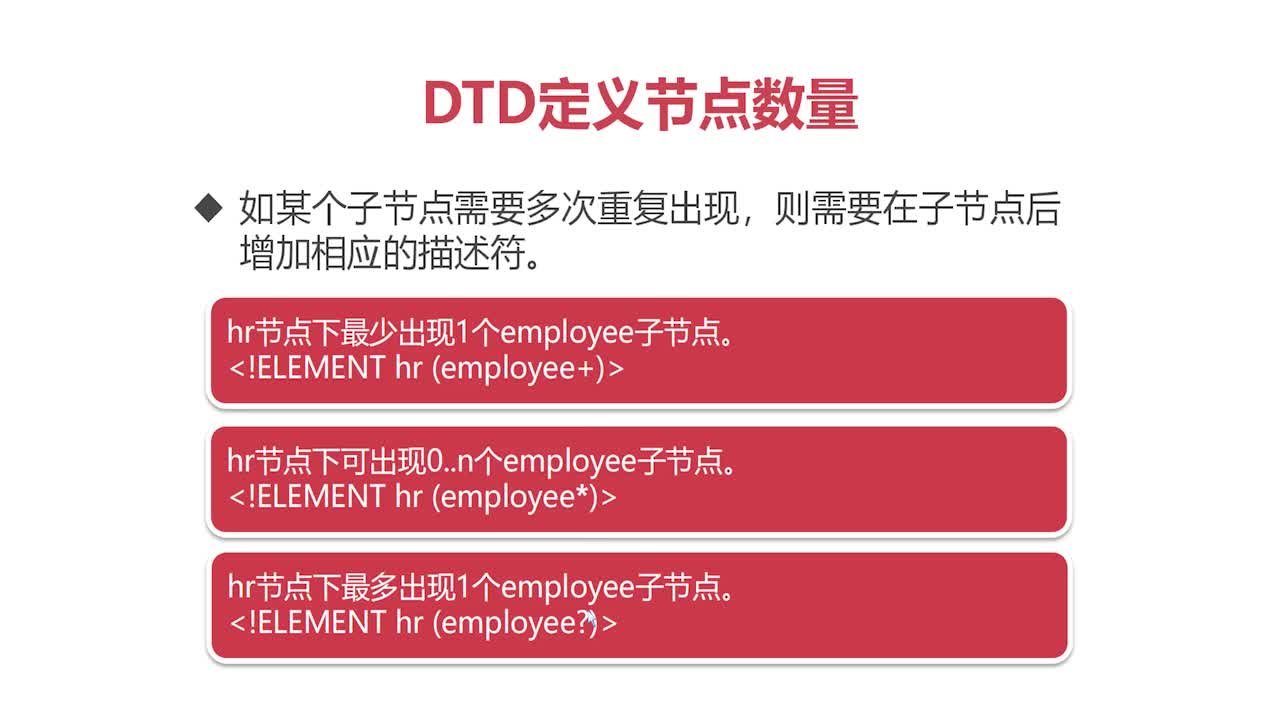 DTD定义节点数量
如某个子节点需要多次重复出现，则需要在子节点后
增加相应的描述符。
hr节点下最少出现1个employee子节点。
<!ELEMENT hr (employee+)>
hr节点下可出现0..n个employee子节点。
<!ELEMENT hr (employee*)>
hr节点下最多出现1个employee子节点。
<!ELEMENT hr (employee?)>